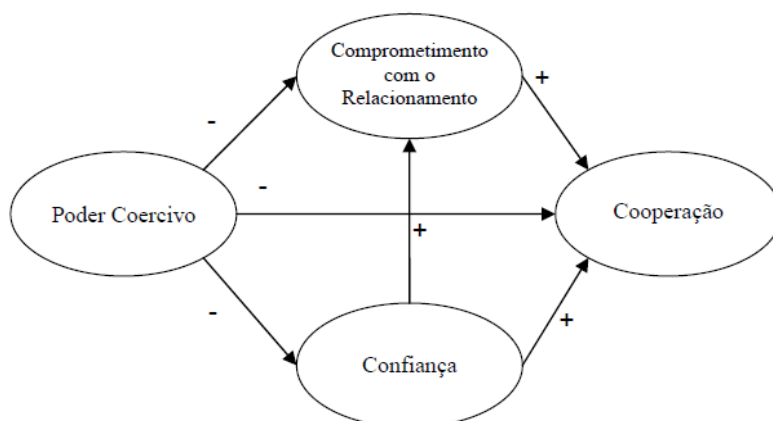 Comprometimento
com o
Relacionamento
+
-
-
Poder Coercivo
Cooperação
+
-
+
Confiança